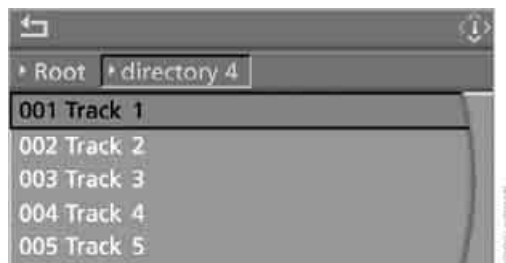 Root directory 4
001 Track 1
002 Track 2
003 Track 3
004 Track 4
005 Track 5